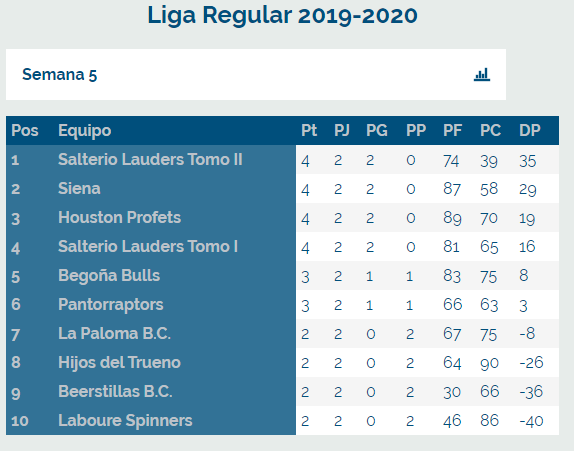 Liga Regular 2019-2020
Semana 5
Pos Equipo Pt PJ PG PP PF PC DP
1 Salterio Lauders Tomo II 4 2 2 0 74 39 35
2 Siena 4 2 2 0 87 58 29
3 Houston Profets 4 2 2 0 89 70 19
4 Salterio Lauders Tomo I 4 2 2 0 81 65 16
5 Begoña Bulls 3 2 1 1 83 75 8
6 Pantorraptors 3 2 1 1 66 63 3
7 La Paloma B.C. 2 2 0 2 67 75 -8
8 Hijos del Trueno 2 2 0 2 64 90 -26
9 Beerstillas B.C. 2 2 0 2 30 66 -36
10 Laboure Spinners 2 2 0 2 46 86 -40